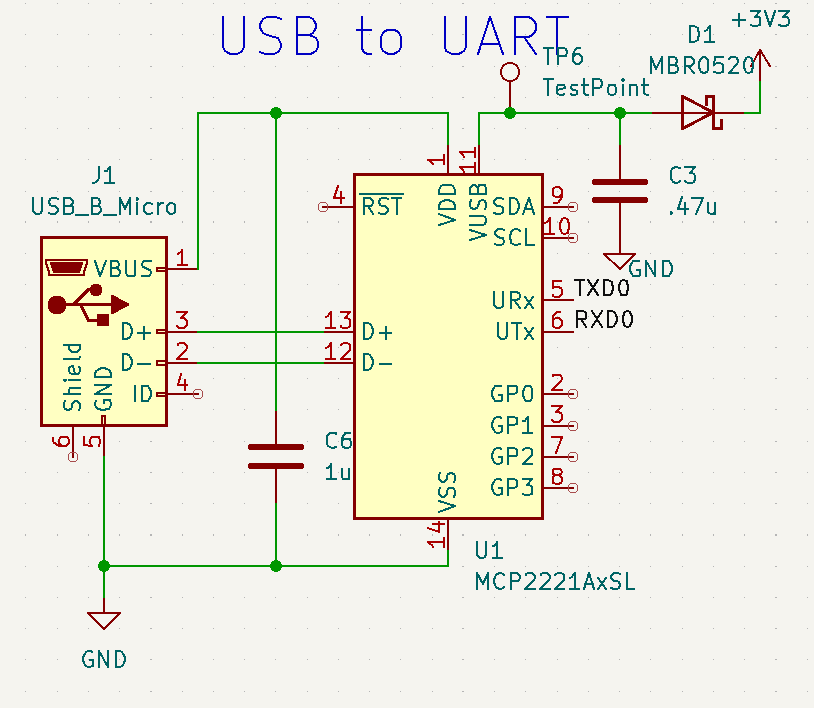 USB to UART
+3V3
D1
MBR0520
TP6
TestPoint
J1
USB_B_Micro
C3
.47u
GND
1
11
4
RST
VDD
VUSB
SDA
9
SCL
10
VBUS
1
URx
5
TXD0
UTx
6
RXD0
D+
3
13
D+
D-
2
12
D-
ID
4
Shield
GND
6
5
GP0
2
GP1
3
GP2
7
GP3
8
C6
1u
VSS
14
U1
MCP2221AxSL
GND